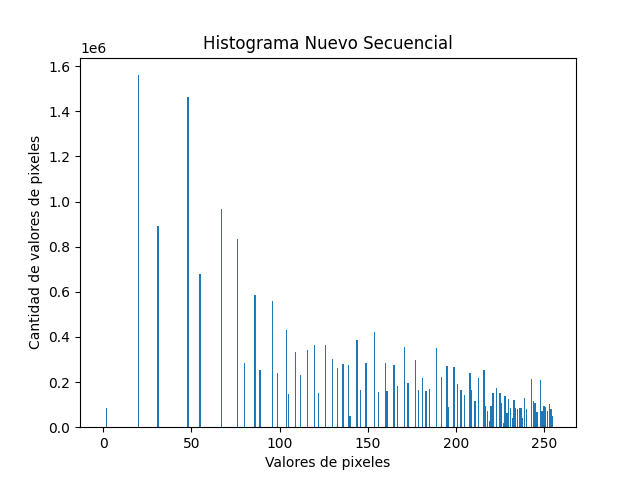 Histograma Nuevo Secuencial
1e6
1.6
1.4
1.2
1.0
0.8
0.6
0.4
0.2
0.0
Cantidad de valores de pixeles
0 50 100 150 200 250
Valores de pixeles